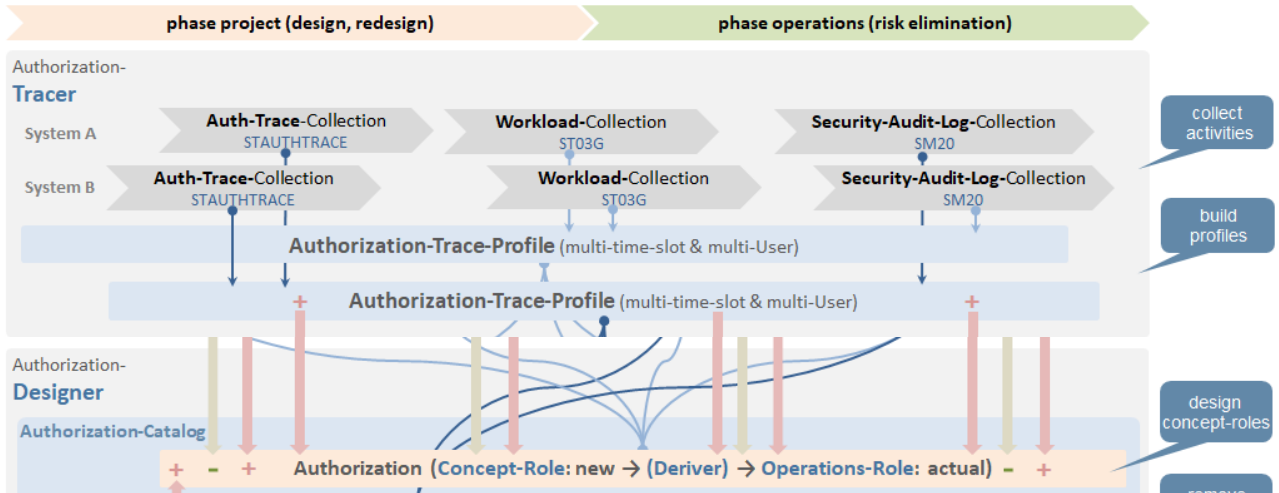 phase project (design, redesign)
phase operations (risk elimination)
Authorization-
Tracer
System A
Auth-Trace-Collection
STAUTHTRACE
Workload-Collection
ST03G
Security-Audit-Log-Collection
SM20
collect
activities
System B
Auth-Trace-Collection
STAUTHTRACE
Workload-Collection
ST03G
Security-Audit-Log-Collection
SM20
build
profiles
Authorization-Trace-Profile (multi-time-slot & multi-User)
+ Authorization-Trace-Profile (multi-time-slot & multi-User) +
Authorization-
Designer
design
concept-roles
Authorization-Catalog
+ - + Authorization (Concept-Role: new → (Deriver) → Operations-Role: actual) - +